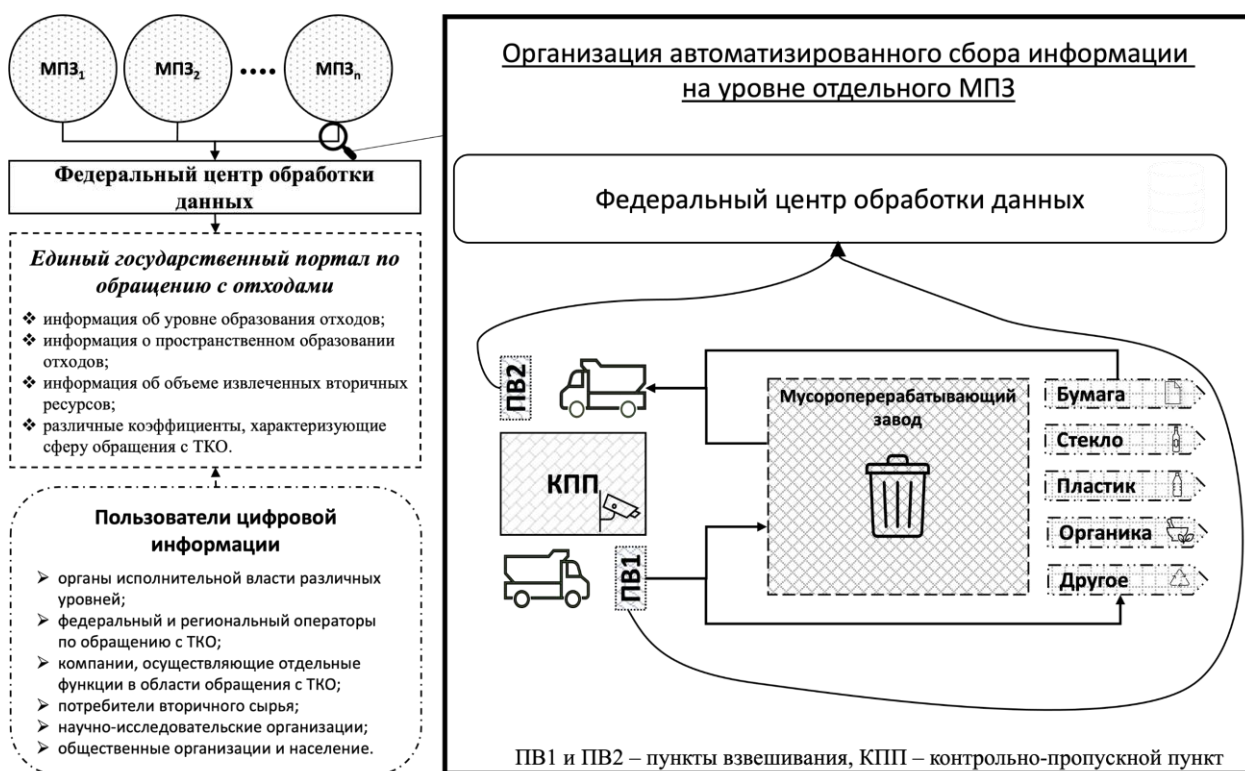 МПЗ1 МПЗ2 .... МПЗn
Федеральный центр обработки
данных
Единый государственный портал по
обращению с отходами
❖ информация об уровне образования отходов;
❖ информация о пространственном образовании
отходов;
❖ информация об объеме извлеченных вторичных
ресурсов;
❖ различные коэффициенты, характеризующие
сферу обращения с ТКО.
Пользователи цифровой
информации
➢ органы исполнительной власти различных
уровней;
➢ федеральный и региональный операторы
по обращению с ТКО;
➢ компании, осуществляющие отдельные
функции в области обращения с ТКО;
➢ потребители вторичного сырья;
➢ научно-исследовательские организации;
➢ общественные организации и население.
Организация автоматизированного сбора информации
на уровне отдельного МПЗ
Федеральный центр обработки данных
ПВ2
КПП
ПВ1
Мусороперерабатывающий
завод
Бумага
Стекло
Пластик
Органика
Другое
ПВ1 и ПВ2 – пункты взвешивания, КПП – контрольно-пропускной пункт